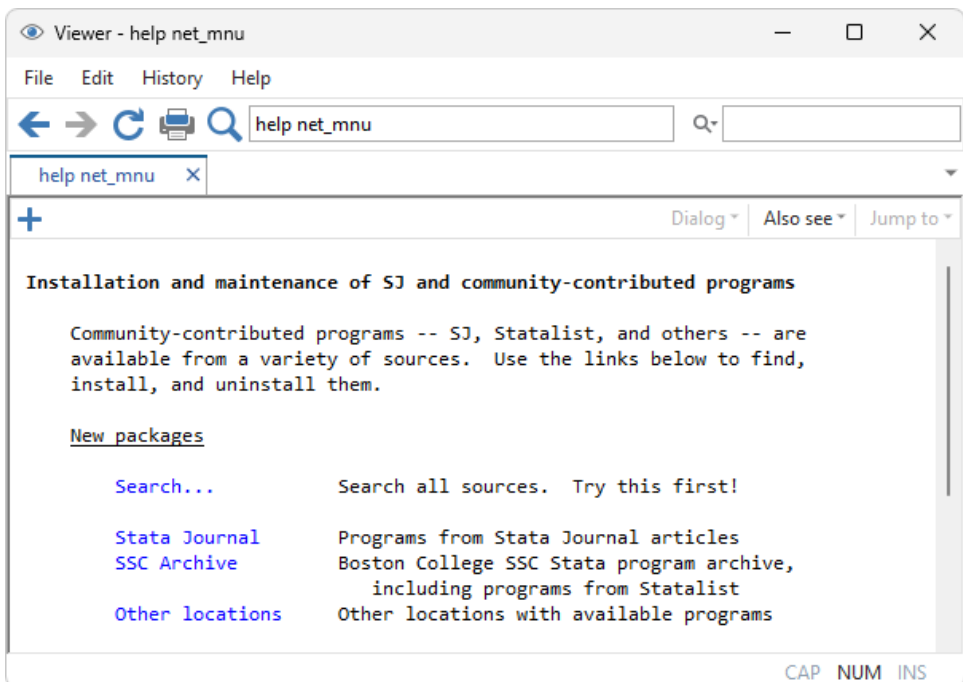 Viewer - help net_mnu
File Edit History Help
help net_mnu
help net_mnu
Dialog Also see Jump to
Installation and maintenance of SJ and community-contributed programs
Community-contributed programs -- SJ, Statalist, and others -- are
available from a variety of sources. Use the links below to find,
install, and uninstall them.
New packages
Search... Search all sources. Try this first!
Stata Journal Programs from Stata Journal articles
SSC Archive Boston College SSC Stata program archive,
including programs from Statalist
Other locations Other locations with available programs
CAP NUM INS